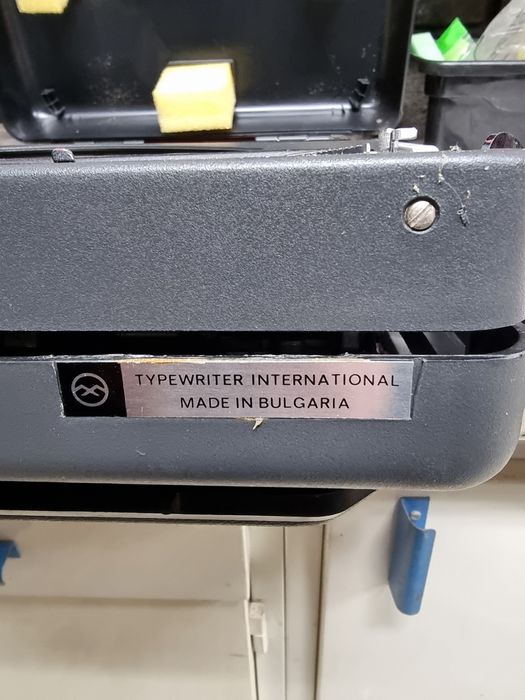 TYPEWRITER INTERNATIONAL
MADE IN BULGARIA